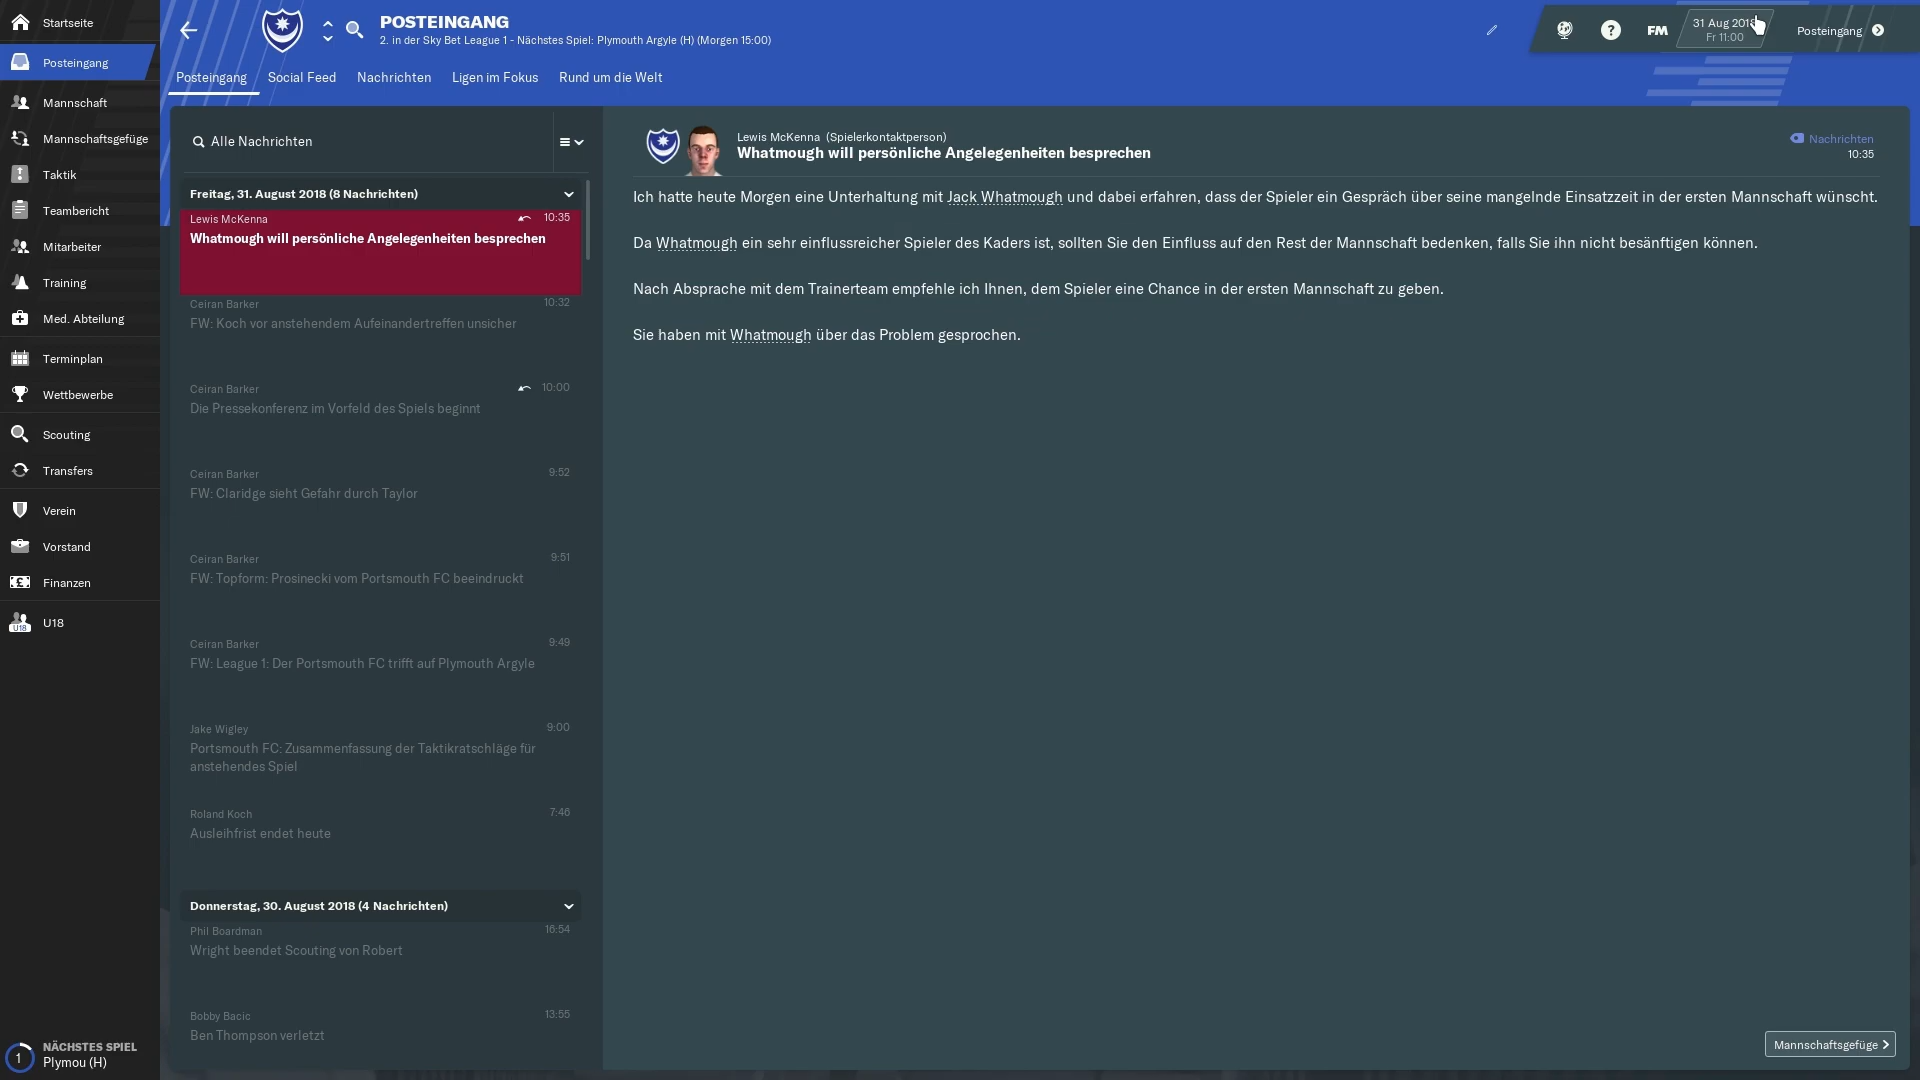 Startseite
Posteingang
Mannschaft
Mannschaftsgefüge
Taktik
Teambericht
Mitarbeiter
Training
Med. Abteilung
Terminplan
Wettbewerbe
Scouting
Transfers
Verein
Vorstand
Finanzen
U18
U18
1
NÄCHSTES SPIEL
Plymou (H)
POSTEINGANG
2. in der Sky Bet League 1 - Nächstes Spiel: Plymouth Argyle (H) (Morgen 15:00)
?
FM
31 Aug 201
Fr 11:00
Posteingang
Posteingang
Social Feed
Nachrichten
Ligen im Fokus
Rund um die Welt
Alle Nachrichten
Freitag, 31. August 2018 (8 Nachrichten)
Lewis McKenna
10:35
Whatmough will persönliche Angelegenheiten besprechen
Ceiran Barker
10:32
FW: Koch vor anstehendem Aufeinandertreffen unsicher
Ceiran Barker
10:00
Die Pressekonferenz im Vorfeld des Spiels beginnt
Ceiran Barker
9:52
FW: Claridge sieht Gefahr durch Taylor
Ceiran Barker
9:51
FW: Topform: Prosinecki vom Portsmouth FC beeindruckt
Ceiran Barker
9:49
FW: League 1: Der Portsmouth FC trifft auf Plymouth Argyle
Jake Wigley
9:00
Portsmouth FC: Zusammenfassung der Taktikratschläge für
anstehendes Spiel
Roland Koch
7:46
Ausleihfrist endet heute
Donnerstag, 30. August 2018 (4 Nachrichten)
Phil Boardman
16:54
Wright beendet Scouting von Robert
Bobby Bacic
13:55
Ben Thompson verletzt
Lewis McKenna (Spielerkontaktperson)
Whatmough will persönliche Angelegenheiten besprechen
Nachrichten
10:35
Ich hatte heute Morgen eine Unterhaltung mit Jack Whatmough und dabei erfahren, dass der Spieler ein Gespräch über seine mangelnde Einsatzzeit in der ersten Mannschaft wünscht.
Da Whatmough ein sehr einflussreicher Spieler des Kaders ist, sollten Sie den Einfluss auf den Rest der Mannschaft bedenken, falls Sie ihn nicht besänftigen können.
Nach Absprache mit dem Trainerteam empfehle ich Ihnen, dem Spieler eine Chance in der ersten Mannschaft zu geben.
Sie haben mit Whatmough über das Problem gesprochen.
Mannschaftsgefüge